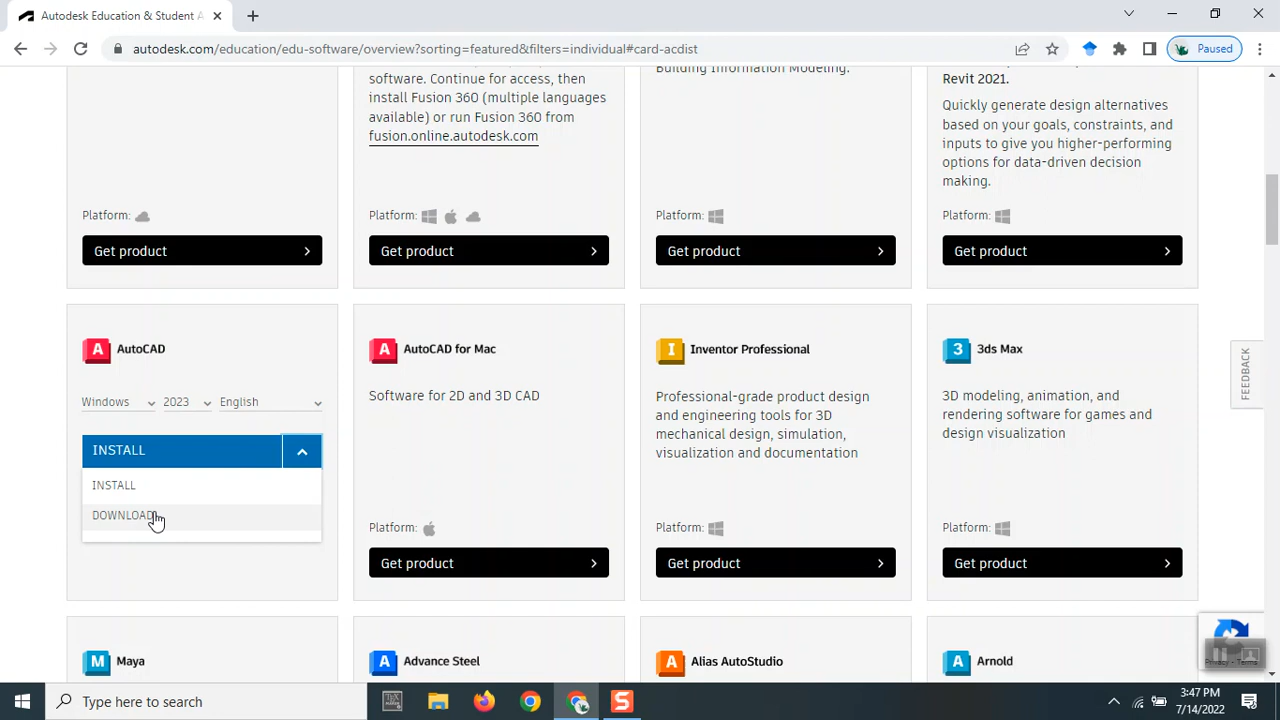 Autodesk Education & Student A
autodesk.com/education/edu-software/overview?sorting=featured&filters=individual#card-acdist
Paused
software. Continue for access, then
install Fusion 360 (multiple languages
available) or run Fusion 360 from
fusion.online.autodesk.com
Building Information Modeling.
Revit 2021.
Quickly generate design alternatives
based on your goals, constraints, and
inputs to give you higher-performing
options for data-driven decision
making.
Platform:
Platform:
Platform:
Platform:
Get product
Get product
Get product
Get product
A AutoCAD
Windows 2023 English
INSTALL
INSTALL
DOWNLOAD
A AutoCAD for Mac
Software for 2D and 3D CAD
Platform:
Get product
I Inventor Professional
Professional-grade product design
and engineering tools for 3D
mechanical design, simulation,
visualization and documentation
Platform:
Get product
3 3ds Max
3D modeling, animation, and
rendering software for games and
design visualization
Platform:
Get product
FEEDBACK
M Maya
A Advance Steel
A Alias AutoStudio
A Arnold
Privacy - Terms
Type here to search
S
3:47 PM
7/14/2022